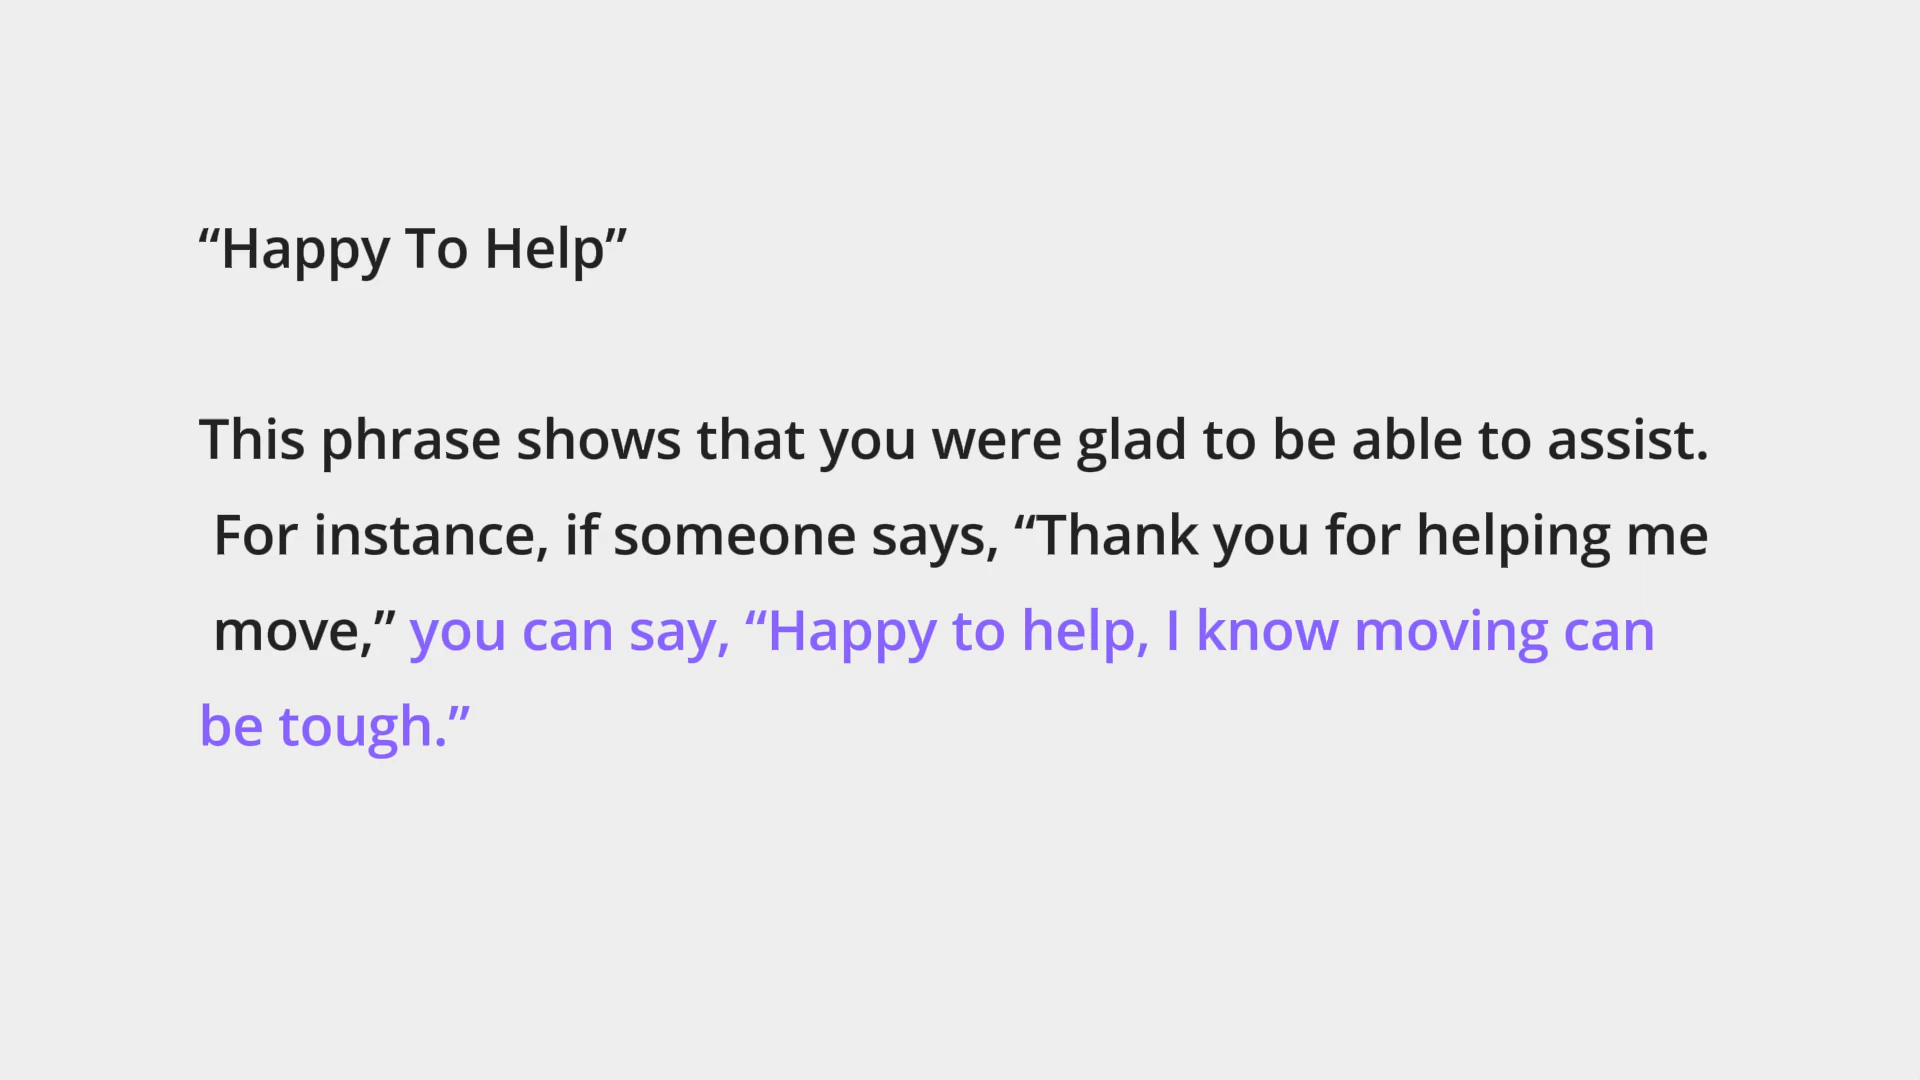 “Happy To Help”
This phrase shows that you were glad to be able to assist.
For instance, if someone says, “Thank you for helping me
move,” you can say, “Happy to help, I know moving can
be tough.”